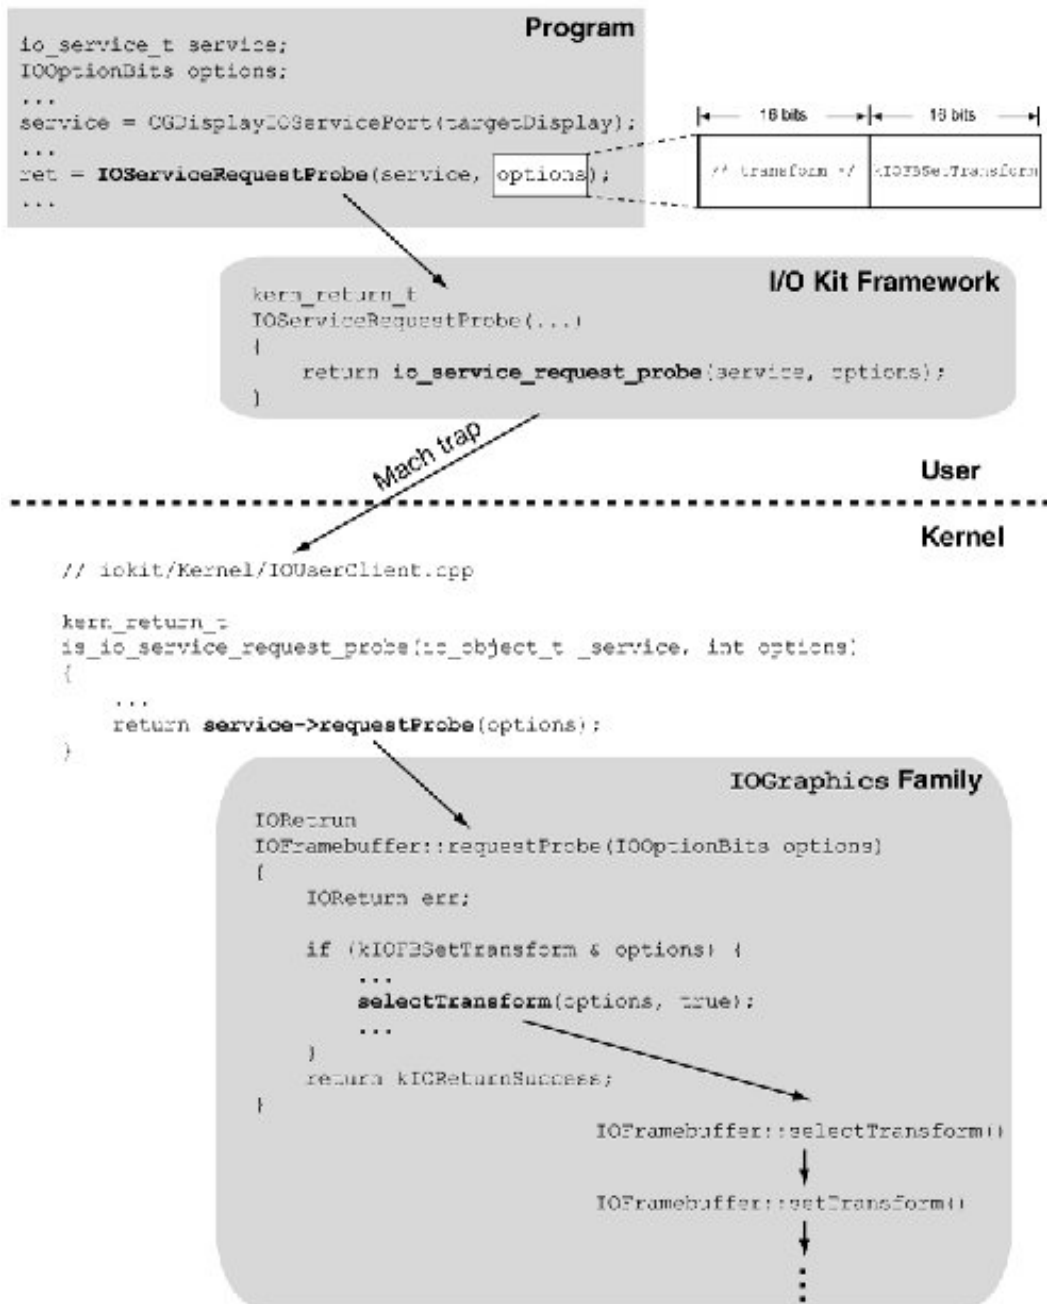 Program
io_service_t service;
IOOptionBits options;
...
service = CGDisplayIOServicePort(targetDisplay);
...
ret = IOServiceRequestProbe(service, options);
...
16 bits 16 bits
/* transform */ kIOFBSetTransform
I/O Kit Framework
kern_return_t
IOServiceRequestProbe(...)
{
return io_service_request_probe(service, options);
}
Mach trap
User
Kernel
// iokit/Kernel/IOUserClient.cpp
kern_return_t
is_io_service_request_probe(io_object_t _service, int options)
{
...
return service->requestProbe(options);
}
IOGraphics Family
IORetrun
IOFramebuffer::requestProbe(IOOptionBits options)
{
IOReturn err;
if (kIOFBSetTransform & options) {
...
selectTransform(options, true);
...
}
return kIOReturnSuccess;
}
IOFramebuffer::selectTransform()
IOFramebuffer::setTransform()